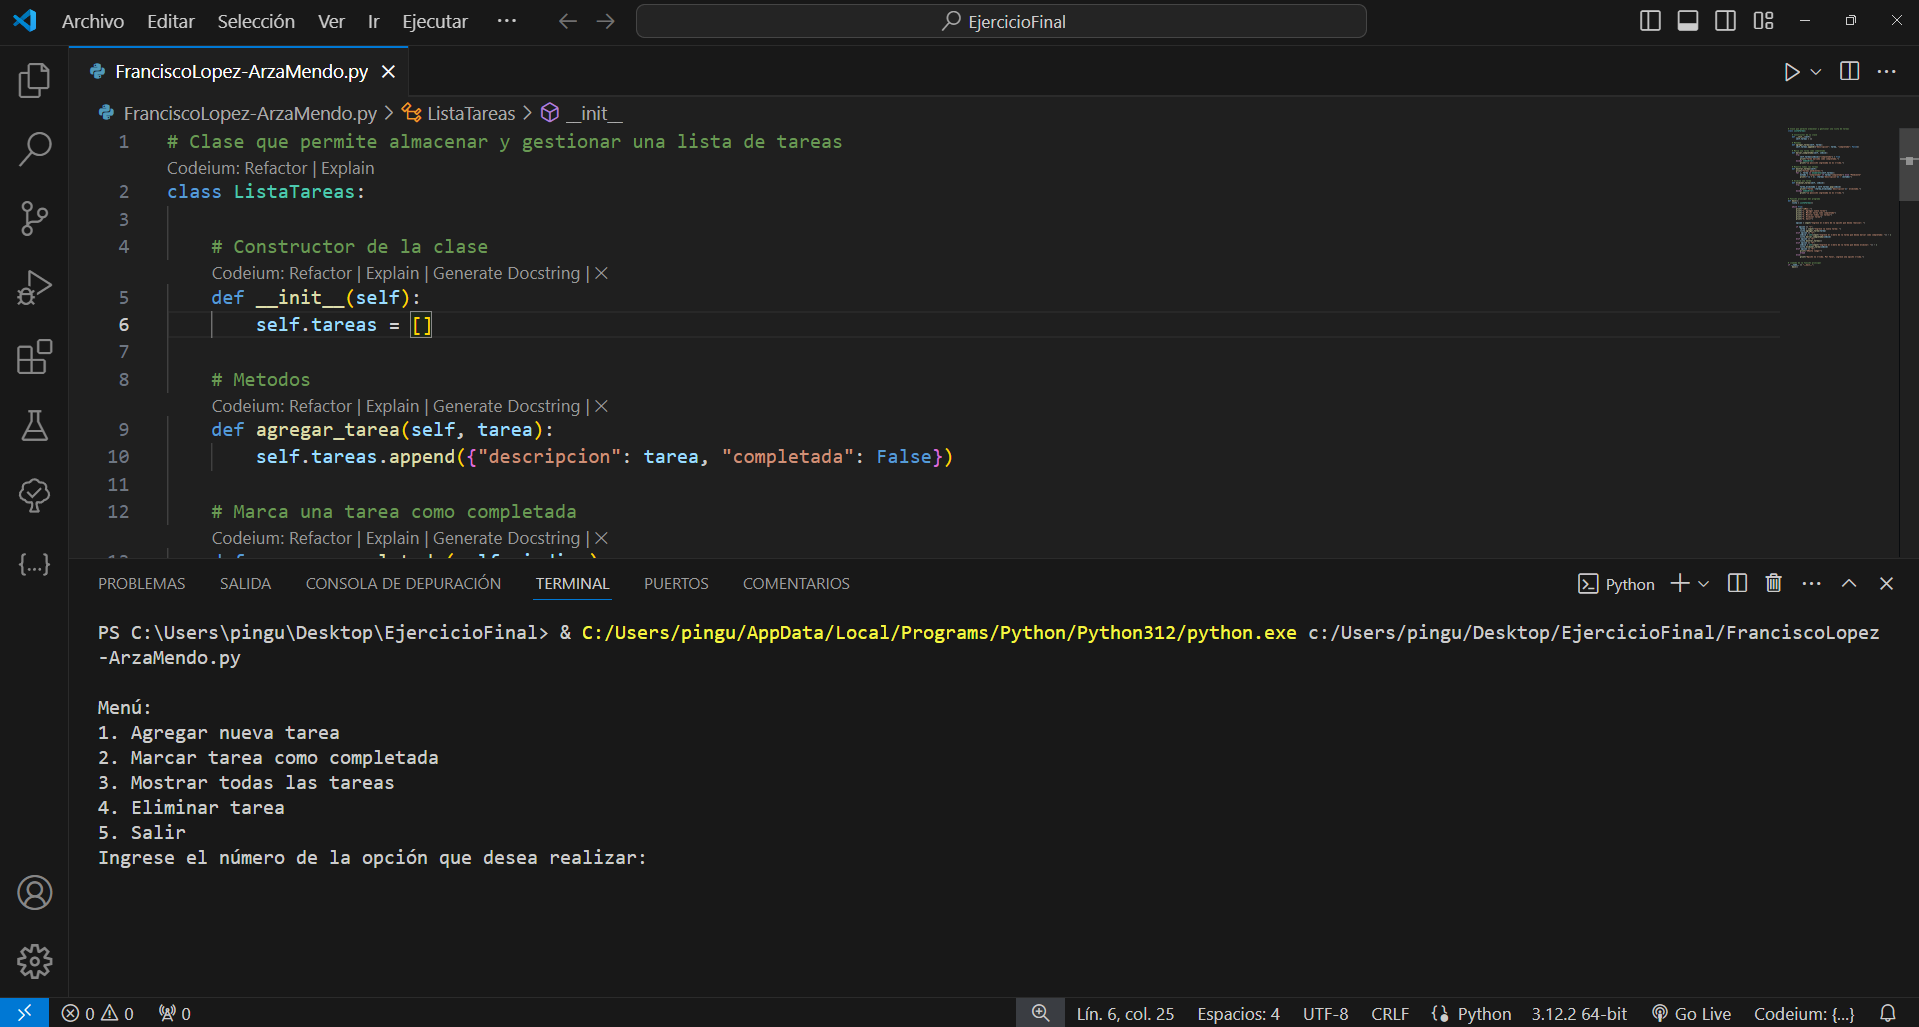 Archivo Editar Selección Ver Ir Ejecutar ··· EjercicioFinal
FranciscoLopez-ArzaMendo.py
FranciscoLopez-ArzaMendo.py > ListaTareas > __init__
1 # Clase que permite almacenar y gestionar una lista de tareas
Codeium: Refactor | Explain
2 class ListaTareas:
3
4 # Constructor de la clase
Codeium: Refactor | Explain | Generate Docstring | ×
5 def __init__(self):
6 self.tareas = []
7
8 # Metodos
Codeium: Refactor | Explain | Generate Docstring | ×
9 def agregar_tarea(self, tarea):
10 self.tareas.append({"descripcion": tarea, "completada": False})
11
12 # Marca una tarea como completada
Codeium: Refactor | Explain | Generate Docstring | ×
PROBLEMAS SALIDA CONSOLA DE DEPURACIÓN TERMINAL PUERTOS COMENTARIOS Python
PS C:\Users\pingu\Desktop\EjercicioFinal> & C:/Users/pingu/AppData/Local/Programs/Python/Python312/python.exe c:/Users/pingu/Desktop/EjercicioFinal/FranciscoLopez
-ArzaMendo.py
Menú:
1. Agregar nueva tarea
2. Marcar tarea como completada
3. Mostrar todas las tareas
4. Eliminar tarea
5. Salir
Ingrese el número de la opción que desea realizar:
0 0 0 Lín. 6, col. 25 Espacios: 4 UTF-8 CRLF Python 3.12.2 64-bit Go Live Codeium: {...}